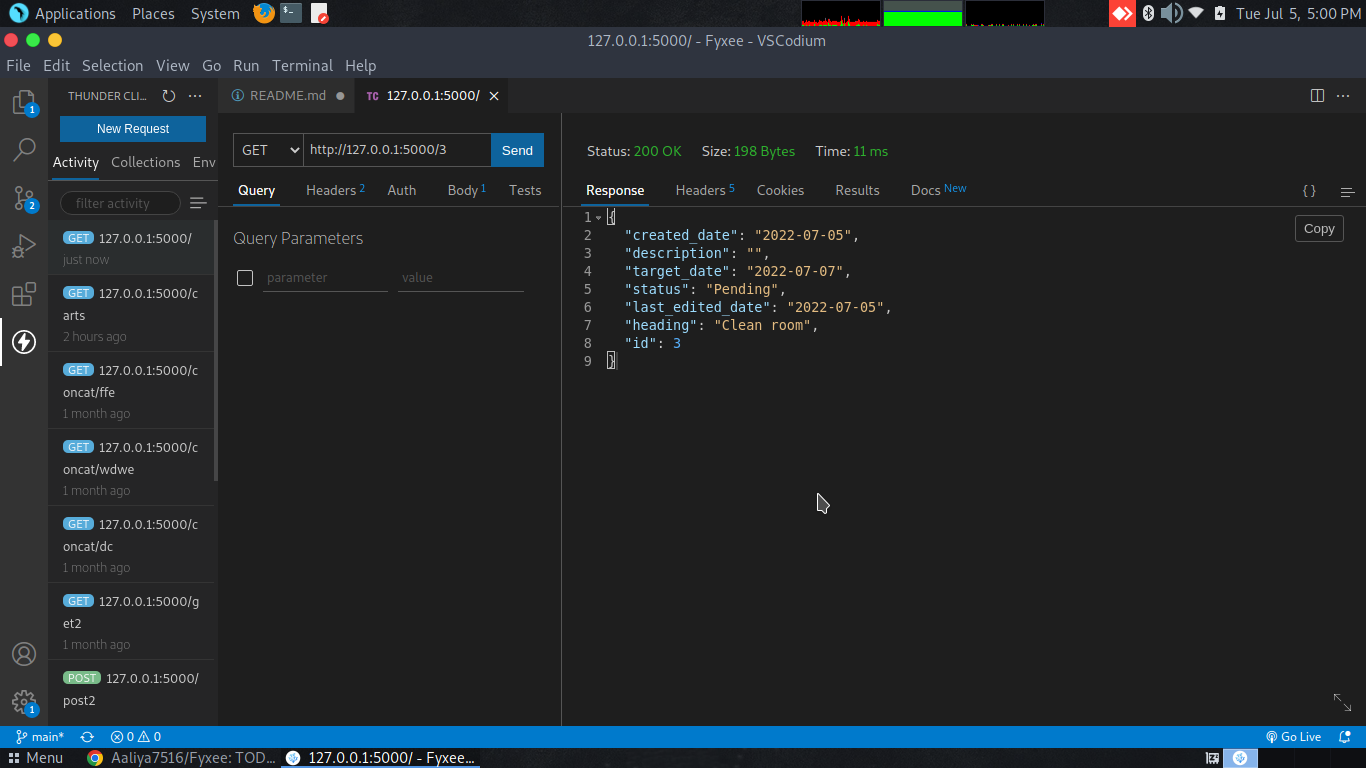 Applications Places System Tue Jul 5, 5:00 PM
127.0.0.1:5000/ - Fyxee - VSCodium
File Edit Selection View Go Run Terminal Help
THUNDER CLI... ···
README.md
TC 127.0.0.1:5000/
New Request
Activity Collections Env
filter activity
GET 127.0.0.1:5000/
just now
GET 127.0.0.1:5000/c
arts
2 hours ago
GET 127.0.0.1:5000/c
oncat/ffe
1 month ago
GET 127.0.0.1:5000/c
oncat/wdwe
1 month ago
GET 127.0.0.1:5000/c
oncat/dc
1 month ago
GET 127.0.0.1:5000/g
et2
1 month ago
POST 127.0.0.1:5000/
post2
1
2
1
GET http://127.0.0.1:5000/3 Send
Query Headers 2 Auth Body 1 Tests
Query Parameters
parameter value
Status: 200 OK Size: 198 Bytes Time: 11 ms
Response Headers 5 Cookies Results Docs New { }
Copy
1 {
2 "created_date": "2022-07-05",
3 "description": "",
4 "target_date": "2022-07-07",
5 "status": "Pending",
6 "last_edited_date": "2022-07-05",
7 "heading": "Clean room",
8 "id": 3
9 }
main* 0 0 Go Live
Menu Aaliya7516/Fyxee: TOD... 127.0.0.1:5000/ - Fyxee...